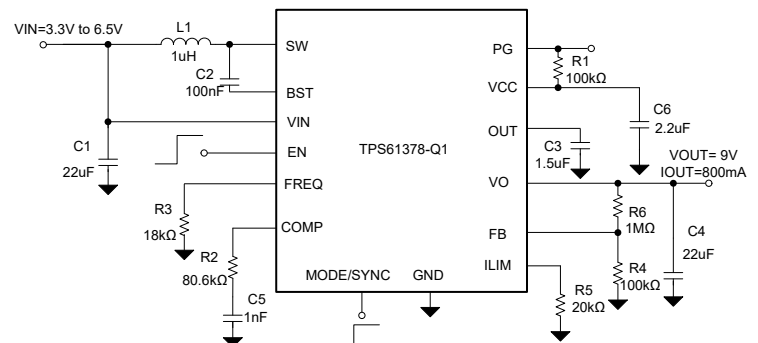 VIN=3.3V to 6.5V
L1
1uH
C2
100nF
C1
22uF
R3
18kΩ
R2
80.6kΩ
C5
1nF
SW
BST
VIN
EN
FREQ
COMP
MODE/SYNC
GND
TPS61378-Q1
PG
VCC
OUT
VO
FB
ILIM
R1
100kΩ
C6
2.2uF
C3
1.5uF
VOUT= 9V
IOUT=800mA
R6
1MΩ
C4
22uF
R4
100kΩ
R5
20kΩ